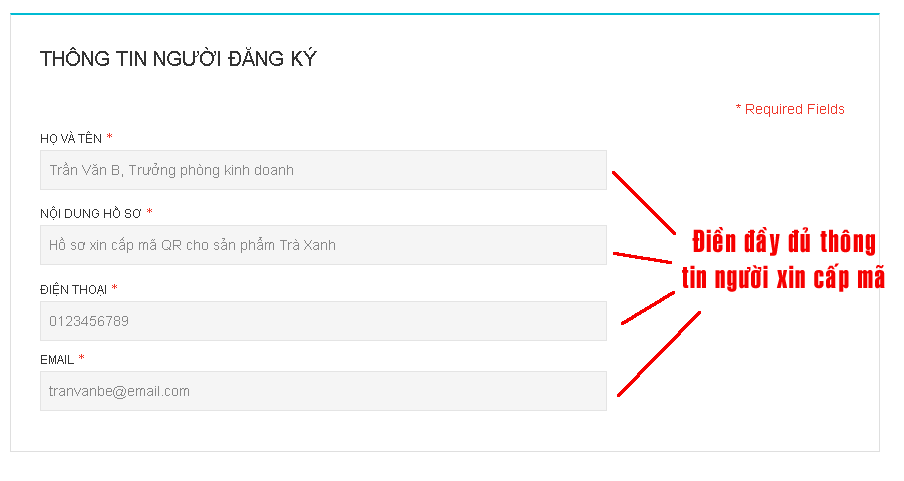 THÔNG TIN NGƯỜI ĐĂNG KÝ
* Required Fields
HỌ VÀ TÊN *
Trần Văn B, Trưởng phòng kinh doanh
NỘI DUNG HỒ SƠ *
Hồ sơ xin cấp mã QR cho sản phẩm Trà Xanh
Điền đầy đủ thông
tin người xin cấp mã
ĐIỆN THOẠI *
0123456789
EMAIL *
tranvanbe@email.com